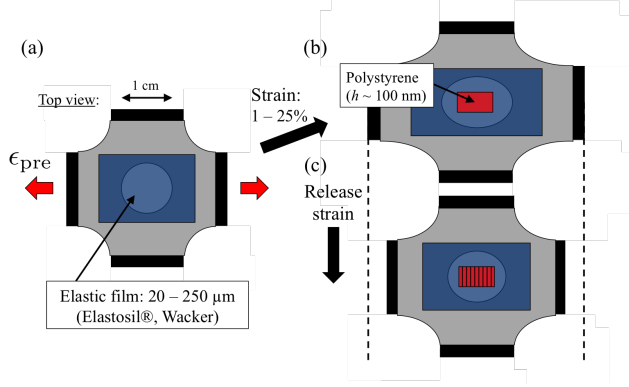 (a)
1 cm
Top view:
ϵpre
Elastic film: 20 – 250 µm
(Elastosil®, Wacker)
Strain:
1 – 25%
(b)
Polystyrene
(h ~ 100 nm)
(c)
Release
strain